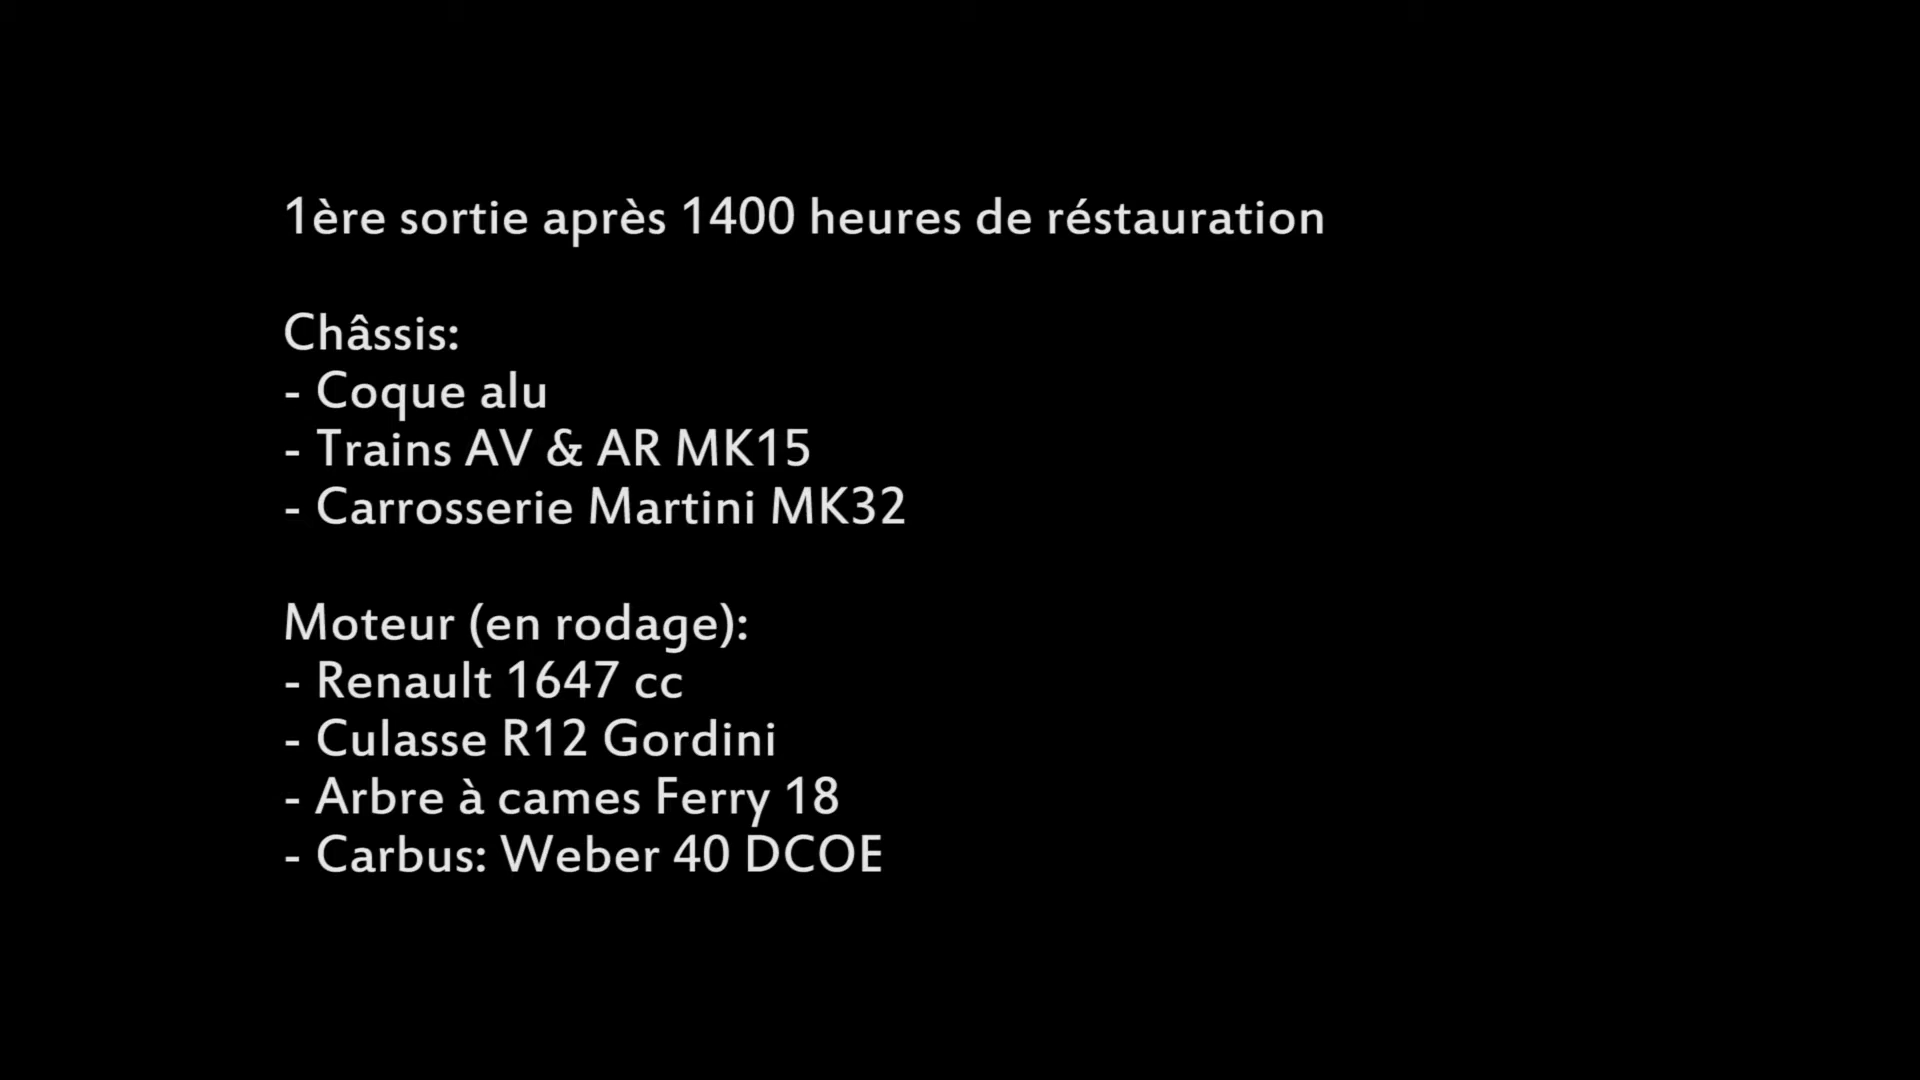 1ère sortie après 1400 heures de réstauration
Châssis:
- Coque alu
- Trains AV & AR MK15
- Carrosserie Martini MK32
Moteur (en rodage):
- Renault 1647 cc
- Culasse R12 Gordini
- Arbre à cames Ferry 18
- Carbus: Weber 40 DCOE